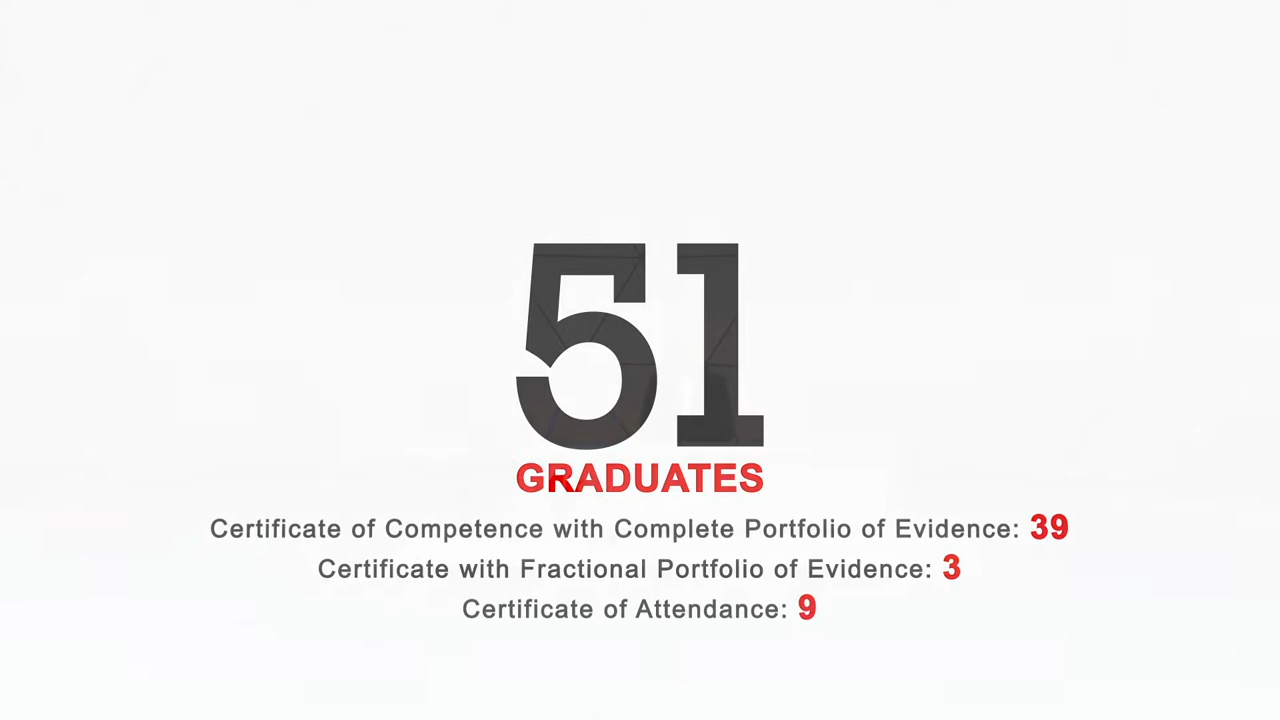 51
GRADUATES
Certificate of Competence with Complete Portfolio of Evidence: 39
Certificate with Fractional Portfolio of Evidence: 3
Certificate of Attendance: 9